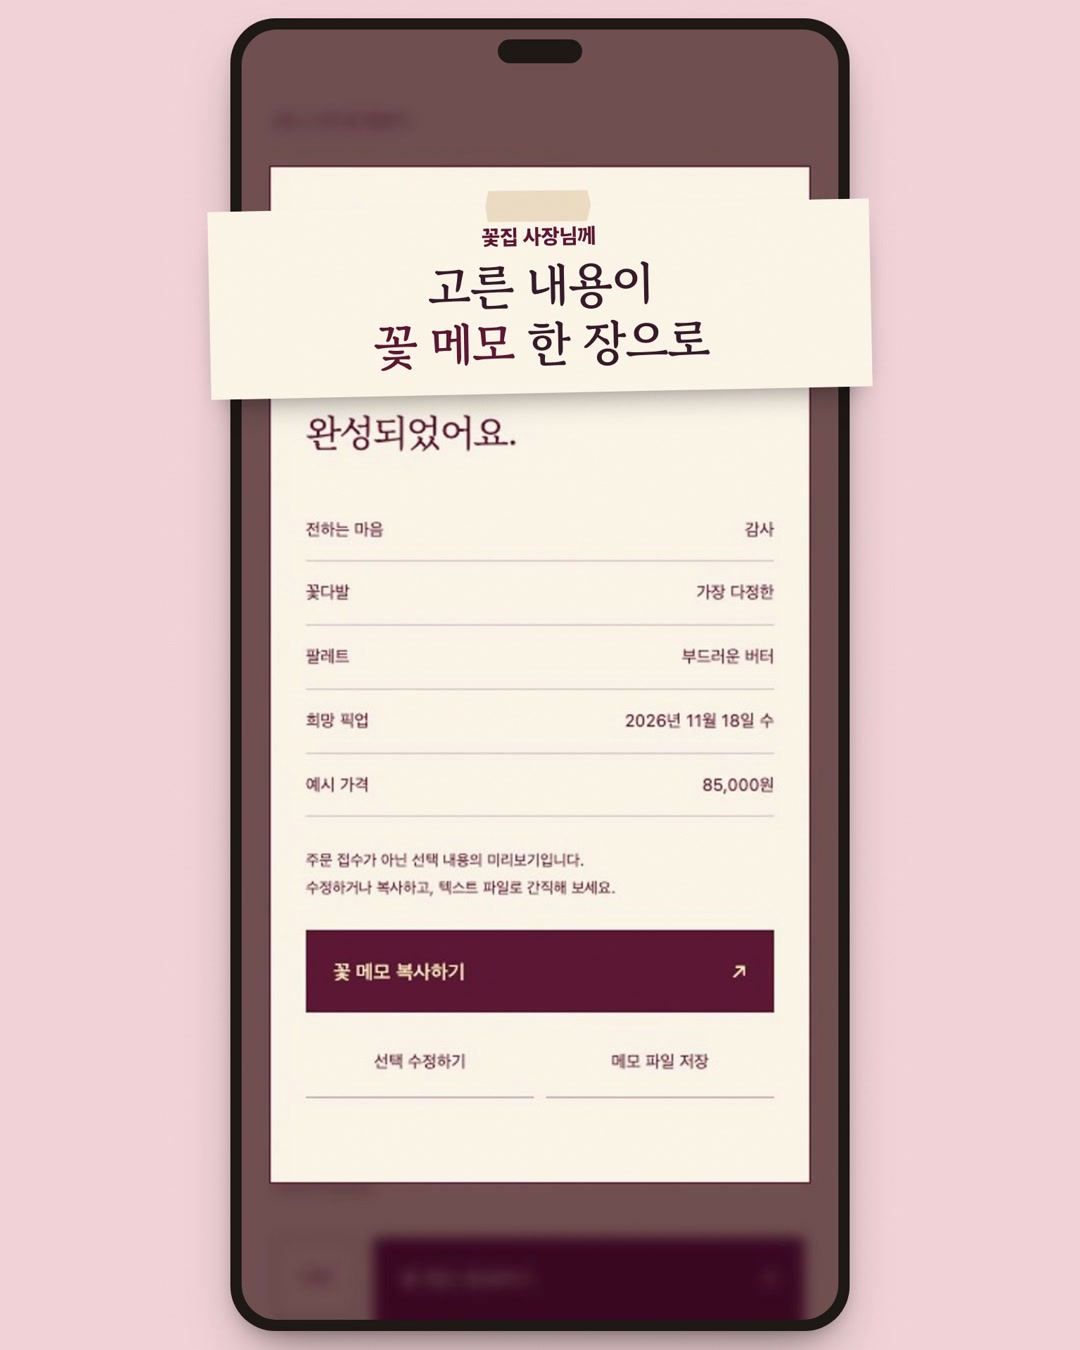 꽃집 사장님께
고른 내용이
꽃 메모 한 장으로
완성되었어요.
전하는 마음 감사
꽃다발 가장 다정한
팔레트 부드러운 버터
희망 픽업 2026년 11월 18일 수
예시 가격 85,000원
주문 접수가 아닌 선택 내용의 미리보기입니다.
수정하거나 복사하고, 텍스트 파일로 간직해 보세요.
꽃 메모 복사하기 ↗
선택 수정하기 메모 파일 저장